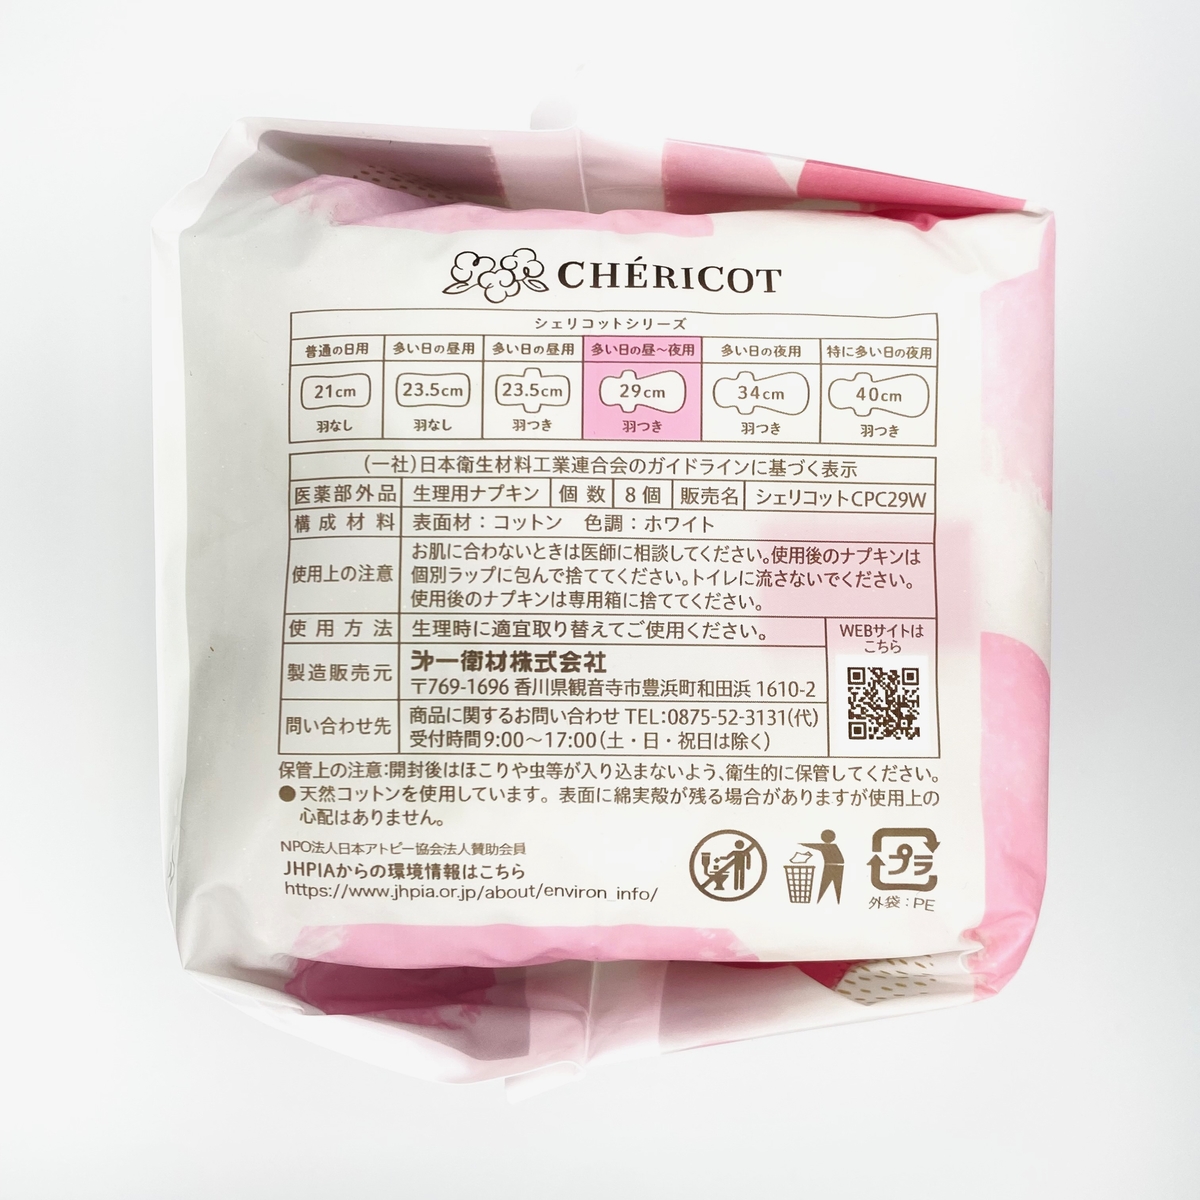 CHÉRICOT
シェリコットシリーズ
普通の日用 多い日の昼用 多い日の昼用 多い日の昼〜夜用 多い日の夜用 特に多い日の夜用
21cm 23.5cm 23.5cm 29cm 34cm 40cm
羽なし 羽なし 羽つき 羽つき 羽つき 羽つき
(一社)日本衛生材料工業連合会のガイドラインに基づく表示
医薬部外品 生理用ナプキン 個数 8個 販売名 シェリコットCPC29W
構成材料 表面材：コットン 色調：ホワイト
使用上の注意 お肌に合わないときは医師に相談してください。使用後のナプキンは
個別ラップに包んで捨ててください。トイレに流さないでください。
使用後のナプキンは専用箱に捨ててください。
使用方法 生理時に適宜取り替えてご使用ください。
WEBサイトは
こちら
製造販売元 第一衛材株式会社
〒769-1696 香川県観音寺市豊浜町和田浜 1610-2
問い合わせ先 商品に関するお問い合わせ TEL：0875-52-3131(代)
受付時間9:00〜17:00(土・日・祝日は除く)
保管上の注意：開封後はほこりや虫等が入り込まないよう、衛生的に保管してください。
●天然コットンを使用しています。表面に綿実殻が残る場合がありますが使用上の
心配はありません。
NPO法人日本アトピー協会法人賛助会員
JHPIAからの環境情報はこちら
https://www.jhpia.or.jp/about/environ_info/
プラ
外袋：PE